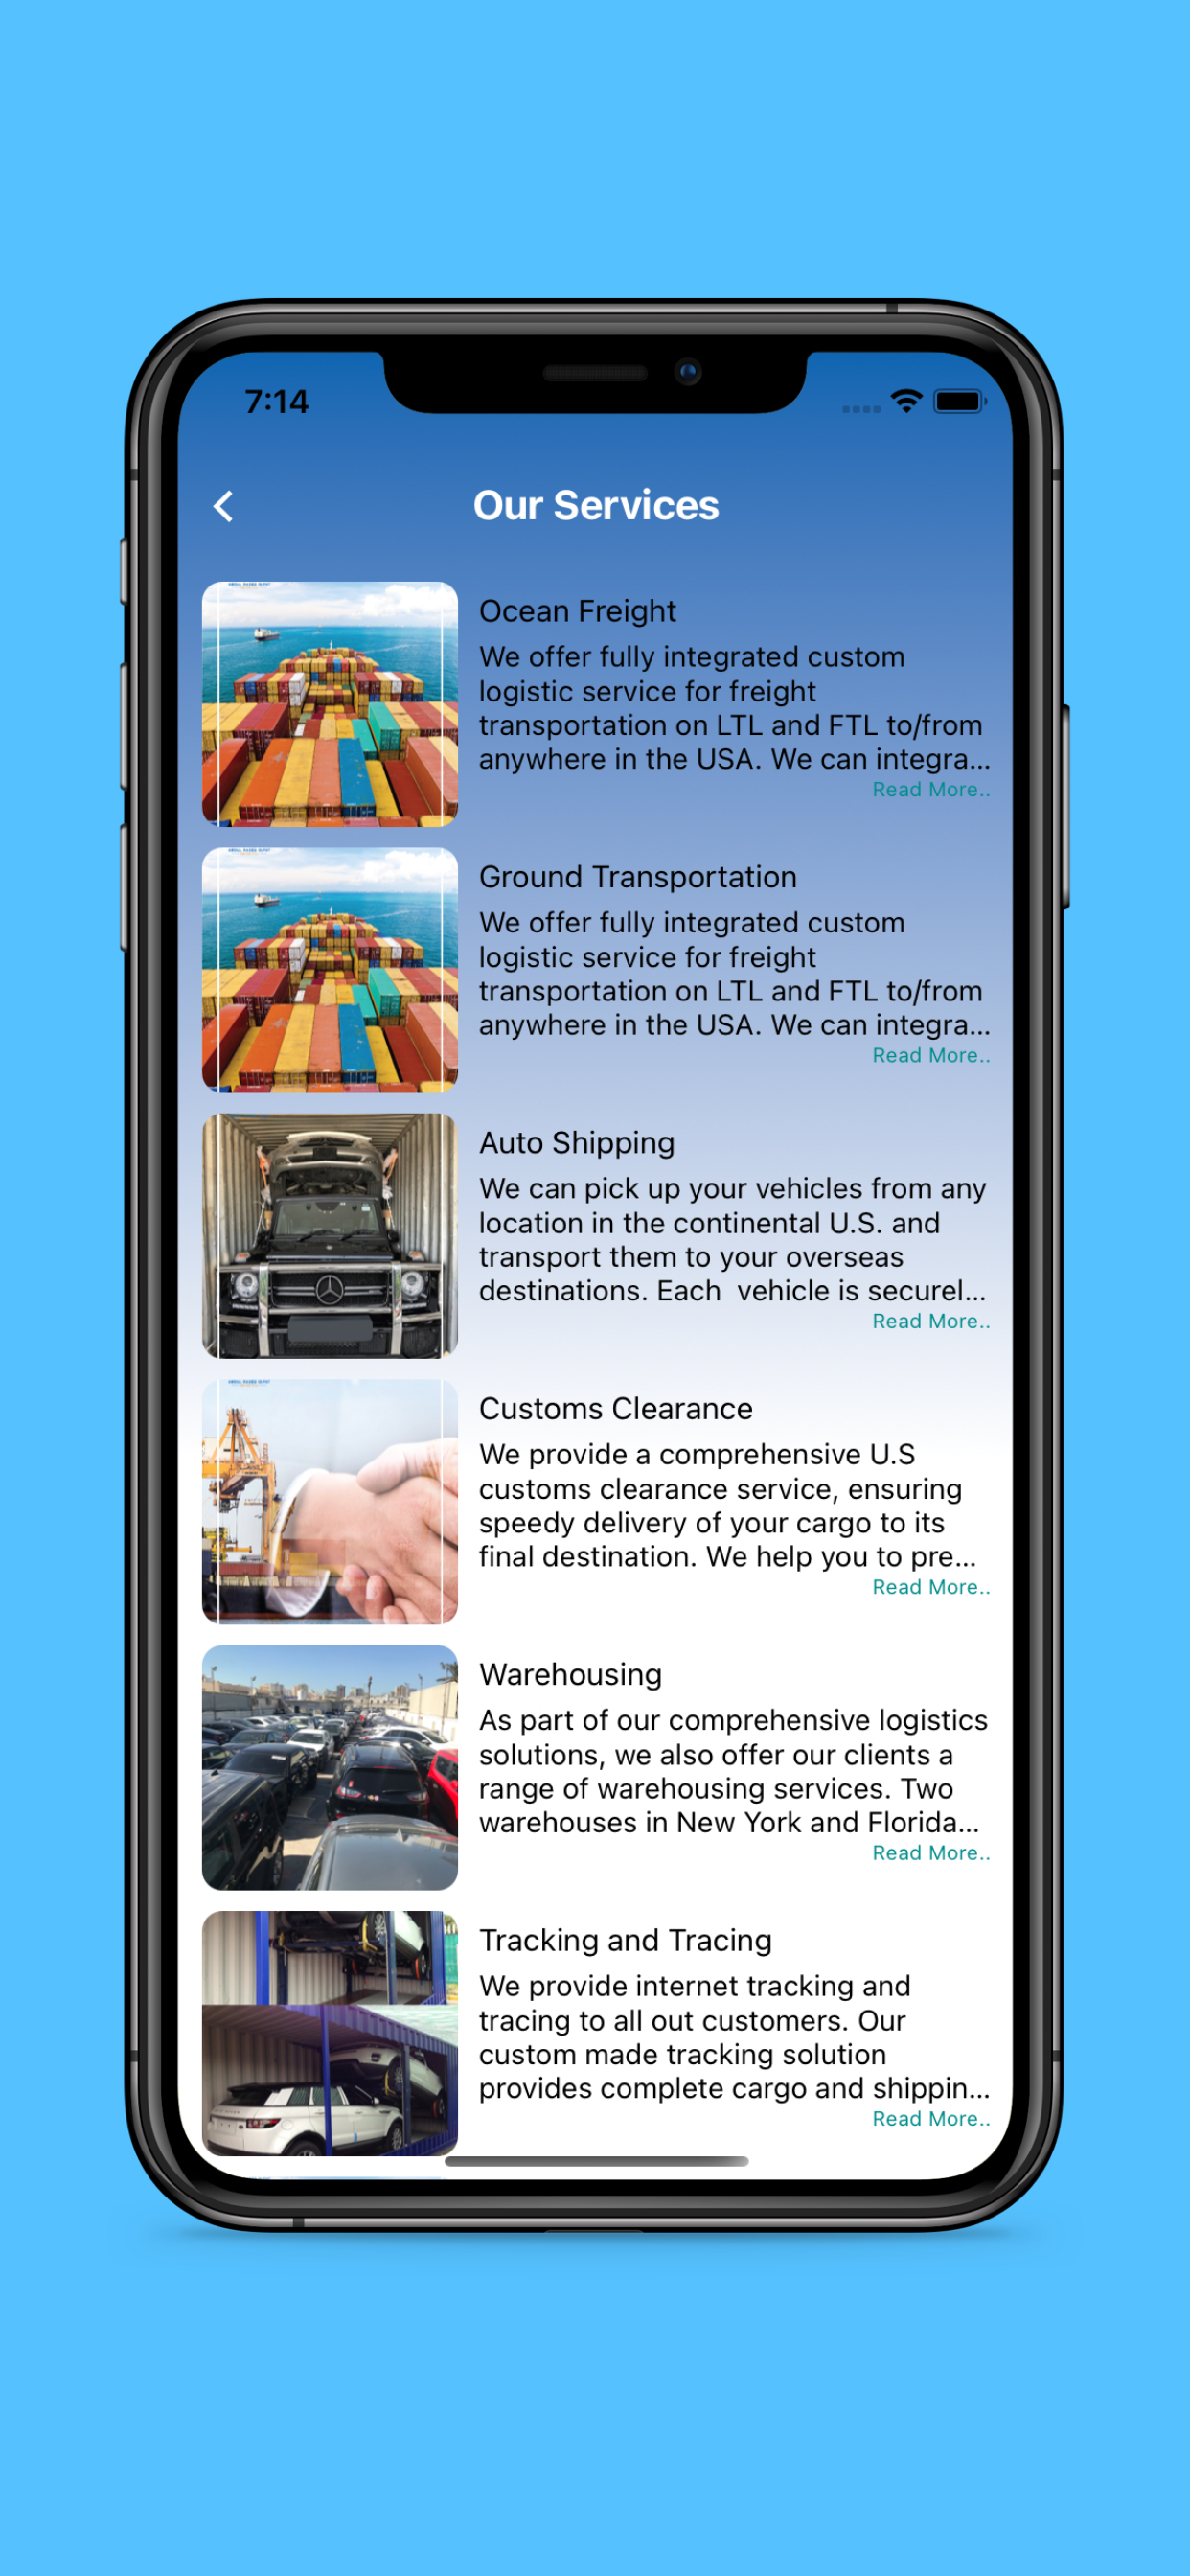 7:14
Our Services
Ocean Freight
We offer fully integrated custom
logistic service for freight
transportation on LTL and FTL to/from
anywhere in the USA. We can integra...
Read More..
Ground Transportation
We offer fully integrated custom
logistic service for freight
transportation on LTL and FTL to/from
anywhere in the USA. We can integra...
Read More..
Auto Shipping
We can pick up your vehicles from any
location in the continental U.S. and
transport them to your overseas
destinations. Each  vehicle is securel...
Read More..
Customs Clearance
We provide a comprehensive U.S
customs clearance service, ensuring
speedy delivery of your cargo to its
final destination. We help you to pre...
Read More..
Warehousing
As part of our comprehensive logistics
solutions, we also offer our clients a
range of warehousing services. Two
warehouses in New York and Florida...
Read More..
Tracking and Tracing
We provide internet tracking and
tracing to all out customers. Our
custom made tracking solution
provides complete cargo and shippin...
Read More..